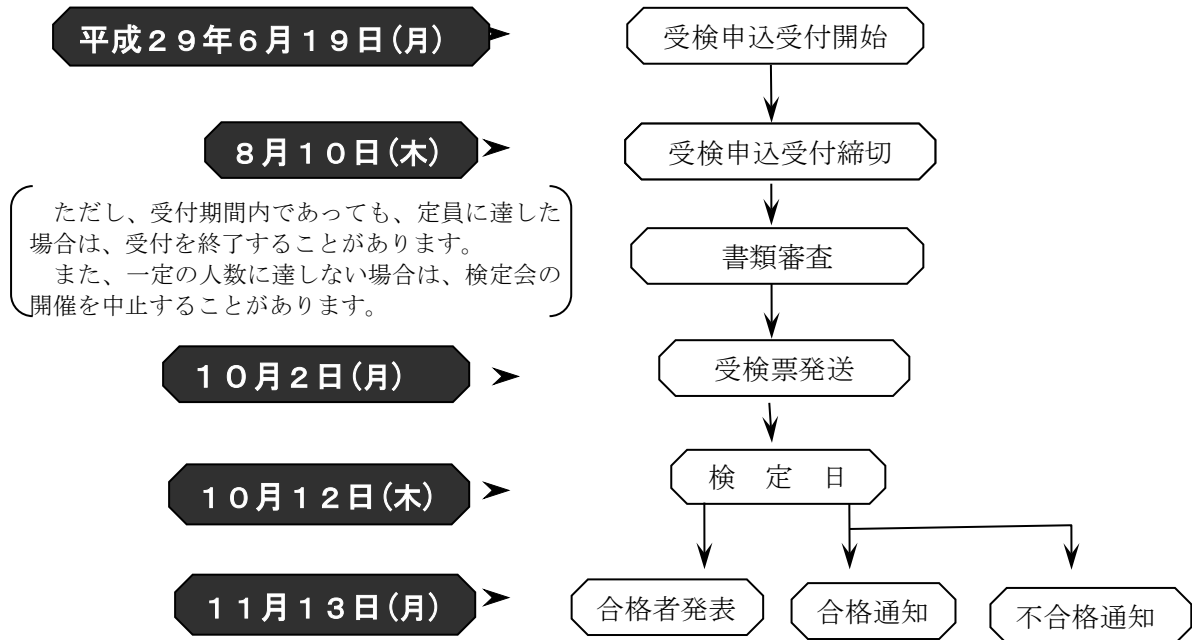 平成２９年６月１９日(月)
受検申込受付開始
８月１０日(木)
受検申込受付締切
ただし、受付期間内であっても、定員に達した
場合は、受付を終了することがあります。
また、一定の人数に達しない場合は、検定会の
開催を中止することがあります。
書類審査
１０月２日(月)
受検票発送
１０月１２日(木)
検　定　日
１１月１３日(月)
合格者発表
合格通知
不合格通知